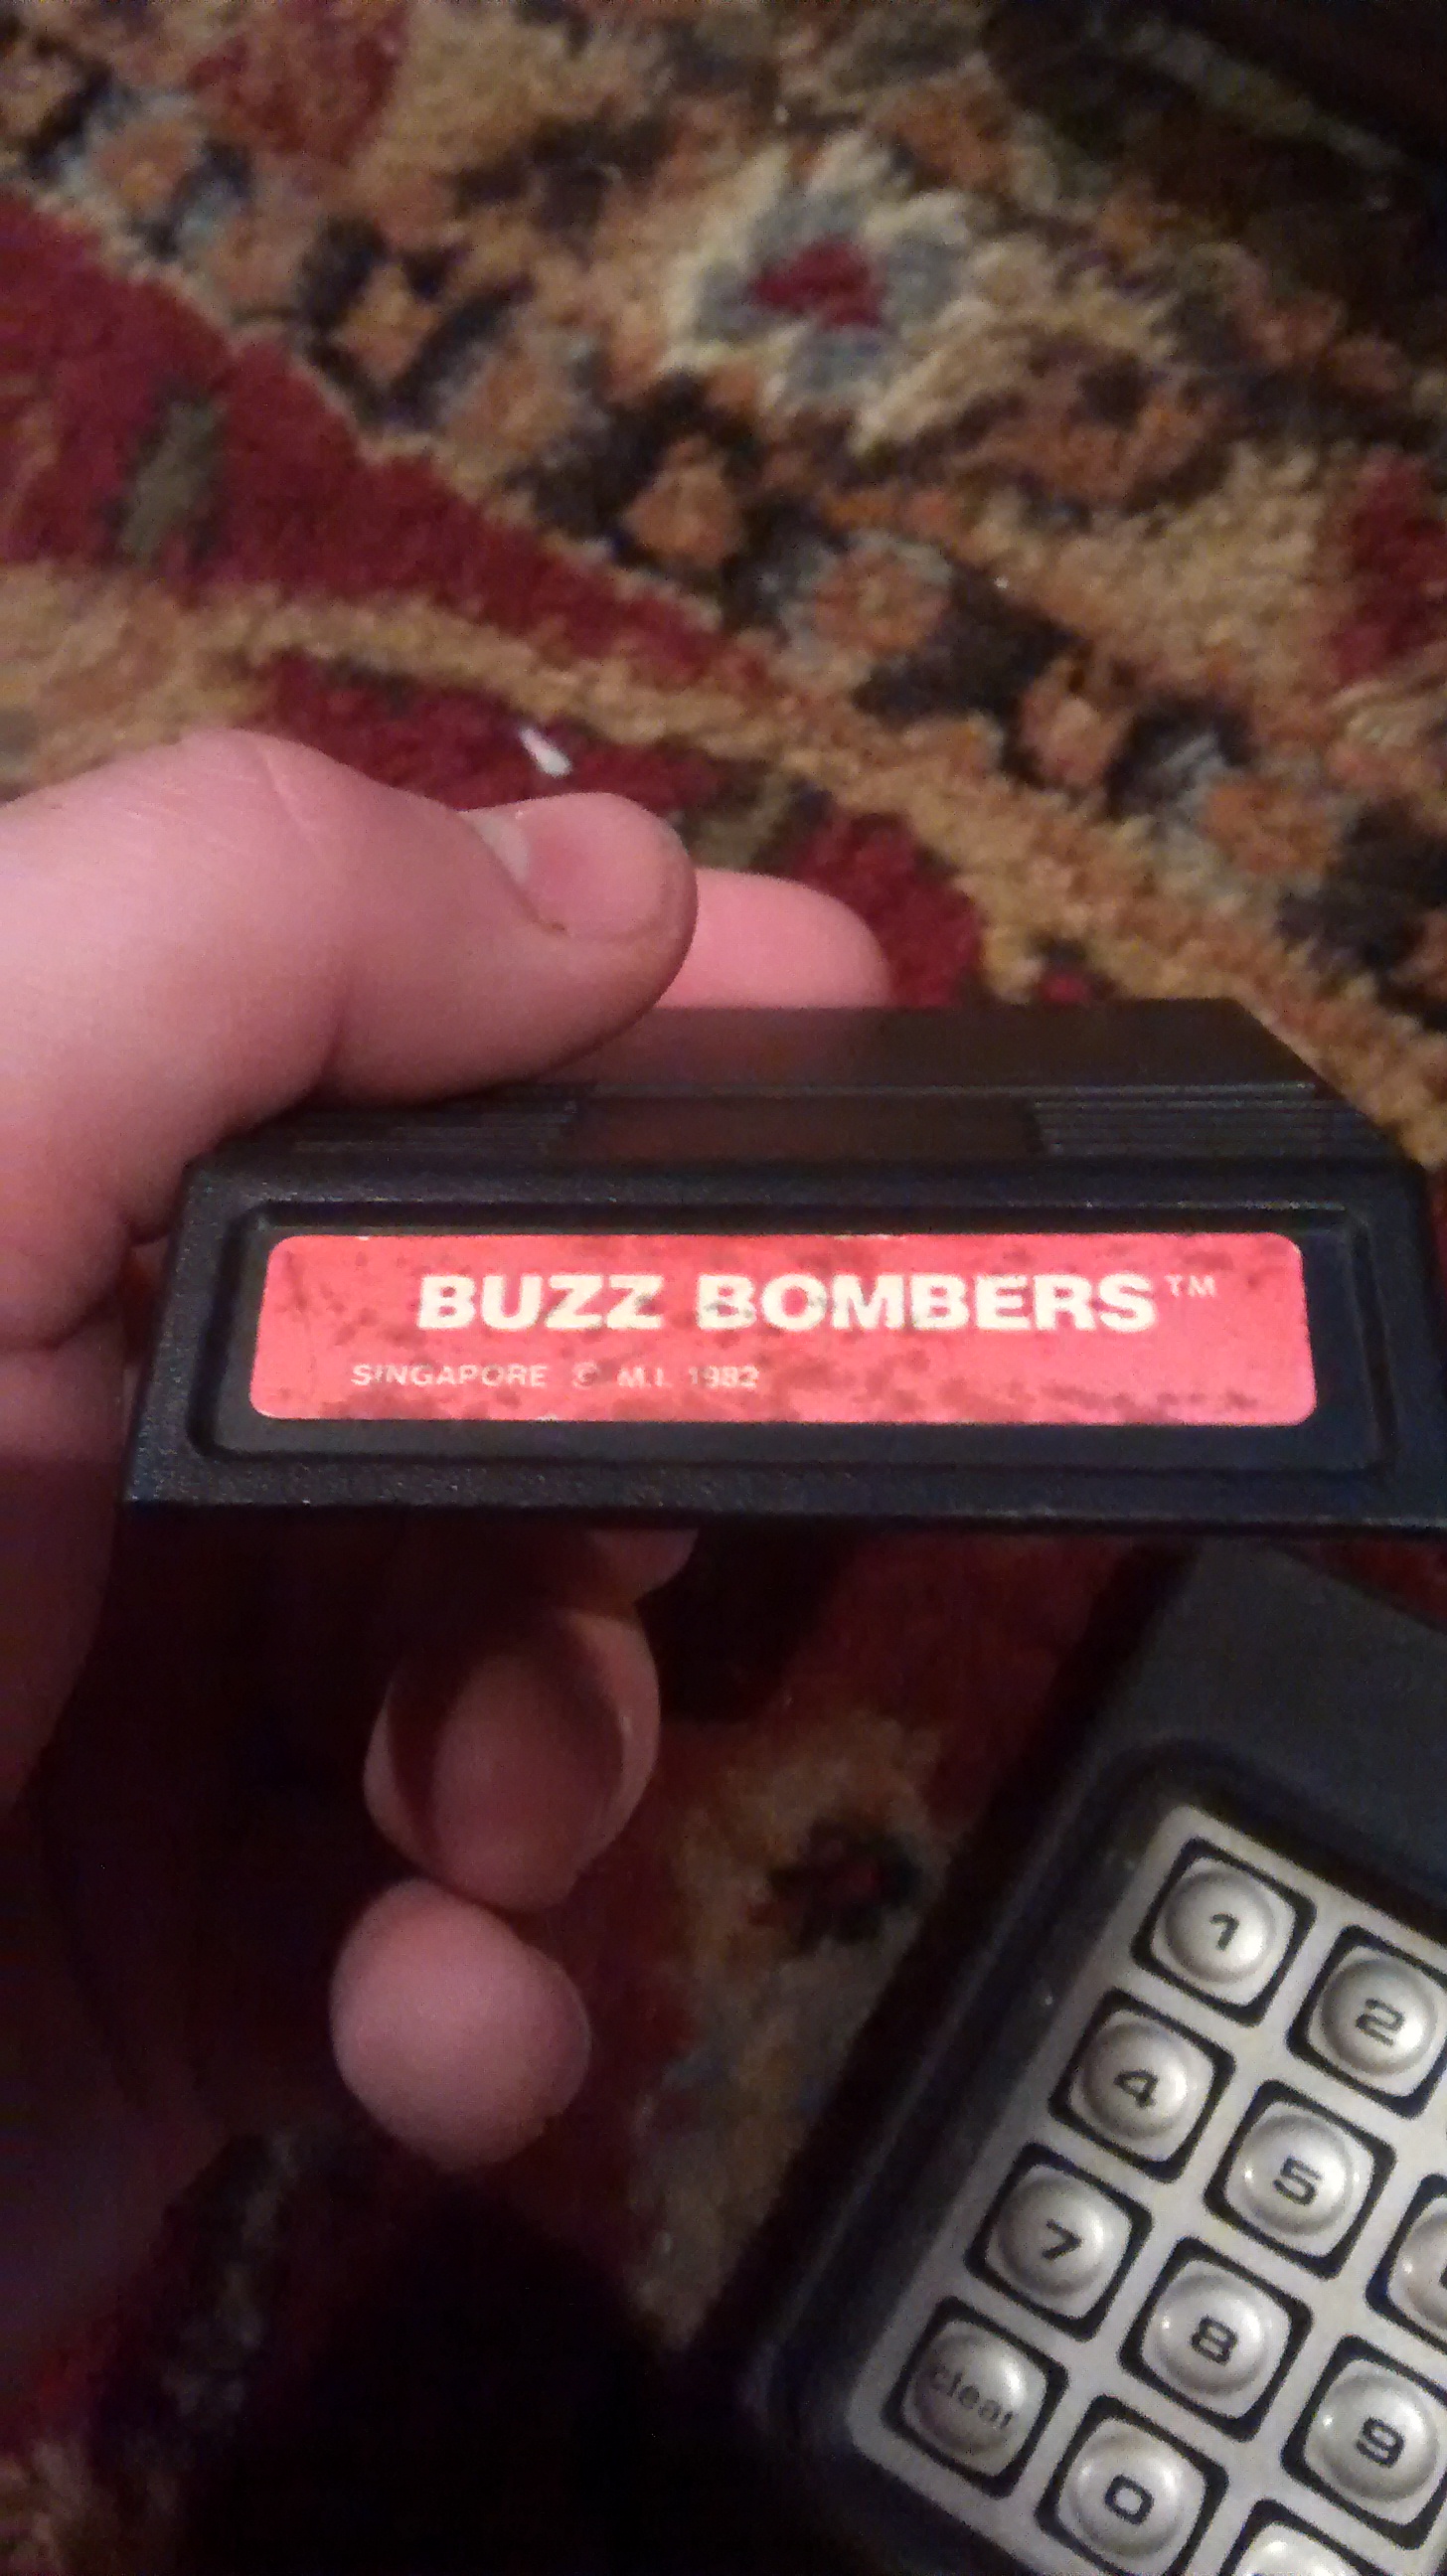 BUZZ BOMBERS™
SINGAPORE © M.I. 1982
1 2
4 5
7 8 9
clear 0